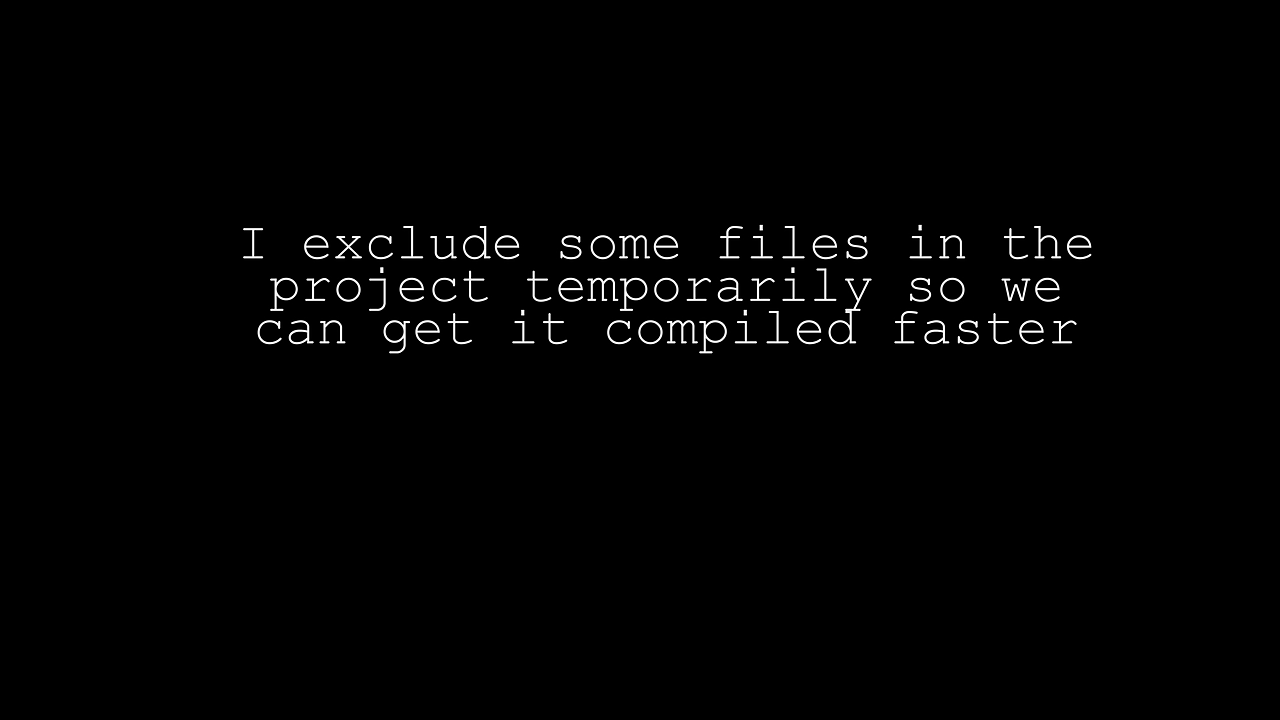 I exclude some files in the
project temporarily so we
can get it compiled faster